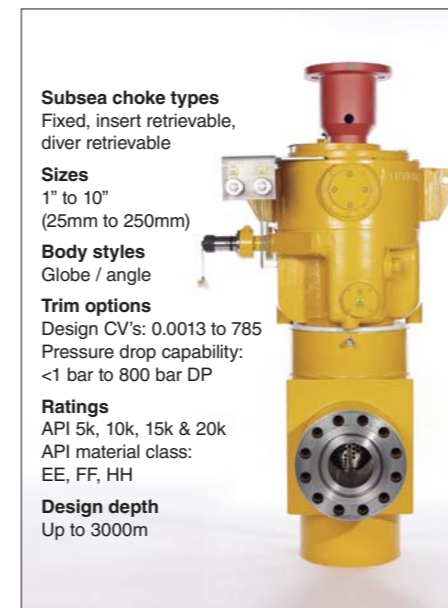 Subsea choke types
Fixed, insert retrievable,
diver retrievable
Sizes
1” to 10”
(25mm to 250mm)
Body styles
Globe / angle
Trim options
Design CV’s: 0.0013 to 785
Pressure drop capability:
<1 bar to 800 bar DP
Ratings
API 5k, 10k, 15k & 20k
API material class:
EE, FF, HH
Design depth
Up to 3000m